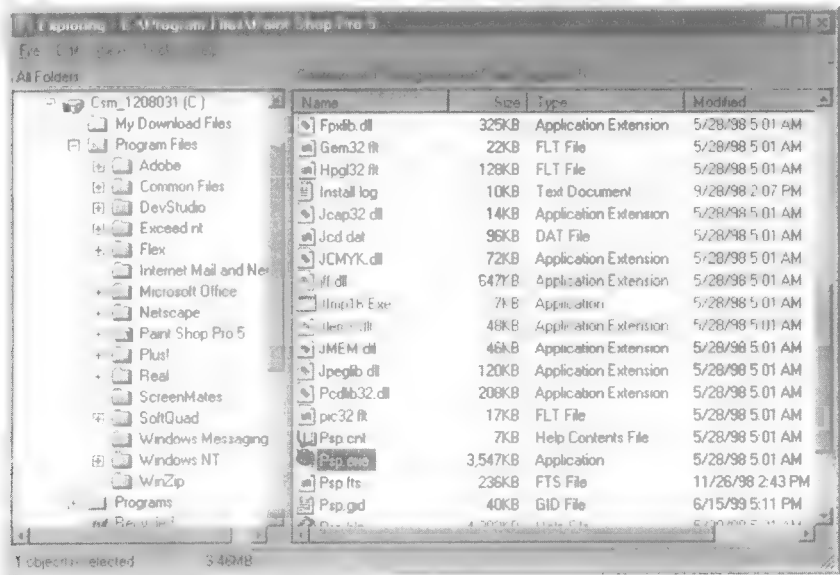 Exploring - C:\Program Files\Paint Shop Pro 5
All Folders
Csm_1208031 (C:)
My Download Files
Program Files
Adobe
Common Files
DevStudio
Exceed nt
Flex
Internet Mail and Ne
Microsoft Office
Netscape
Paint Shop Pro 5
Plus!
Real
ScreenMates
SoftQuad
Windows Messaging
Windows NT
WinZip
Programs
Name Size Type Modified
Fpxlib.dll 325KB Application Extension 5/28/98 5:01 AM
Gem32.flt 22KB FLT File 5/28/98 5:01 AM
Hpgl32.flt 128KB FLT File 5/28/98 5:01 AM
Install.log 10KB Text Document 9/28/98 2:07 PM
Jcap32.dll 14KB Application Extension 5/28/98 5:01 AM
Jcd.dat 96KB DAT File 5/28/98 5:01 AM
JCMYK.dll 72KB Application Extension 5/28/98 5:01 AM
647KB Application Extension 5/28/98 5:01 AM
7KB Application 5/28/98 5:01 AM
48KB Application Extension 5/28/98 5:01 AM
JMEM.dll 46KB Application Extension 5/28/98 5:01 AM
Jpeglib.dll 120KB Application Extension 5/28/98 5:01 AM
Pcdlib32.dll 208KB Application Extension 5/28/98 5:01 AM
pic32.flt 17KB FLT File 5/28/98 5:01 AM
Psp.cnt 7KB Help Contents File 5/28/98 5:01 AM
Psp.exe 3,547KB Application 5/28/98 5:01 AM
Psp.fts 236KB FTS File 11/26/98 2:43 PM
Psp.gid 40KB GID File 6/15/99 5:11 PM
1 object(s) selected 3.46MB